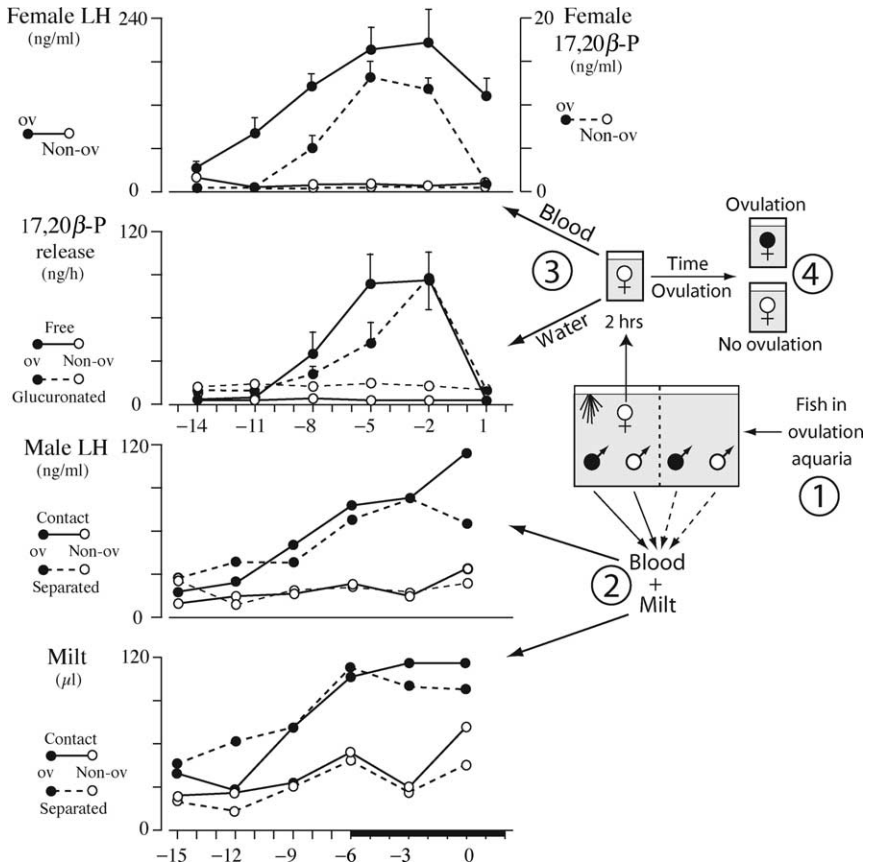 Female LH
(ng/ml)
240
0
ov
Non-ov
20
0
Female
17,20β-P
(ng/ml)
ov
Non-ov
17,20β-P
release
(ng/h)
120
0
Free
ov Non-ov
Glucuronated
−14 −11 −8 −5 −2 1
Male LH
(ng/ml)
120
0
Contact
ov Non-ov
Separated
Milt
(μl)
120
0
Contact
ov Non-ov
Separated
−15 −12 −9 −6 −3 0
Blood
3
Water
♀
2 hrs
Time
Ovulation
Ovulation
♀
4
♀
No ovulation
♀
Fish in
ovulation
aquaria
1
2
Blood
+
Milt